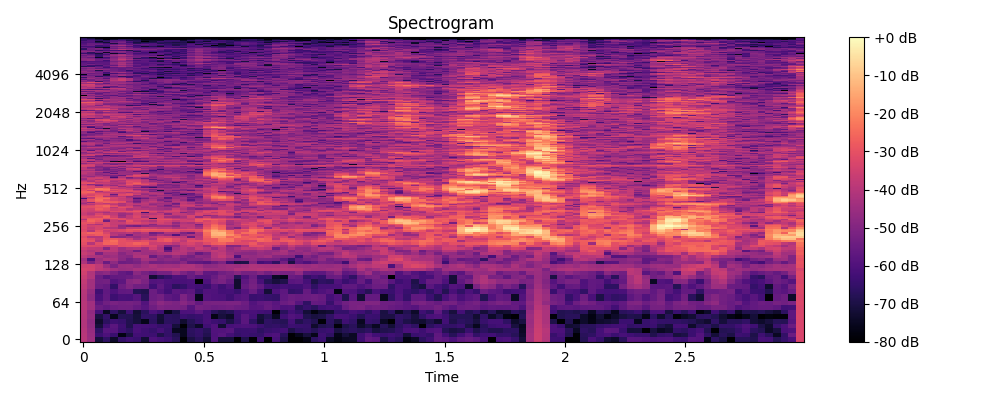 Spectrogram
4096
2048
1024
512
256
128
64
0
Hz
0
0.5
1
1.5
2
2.5
Time
+0 dB
-10 dB
-20 dB
-30 dB
-40 dB
-50 dB
-60 dB
-70 dB
-80 dB